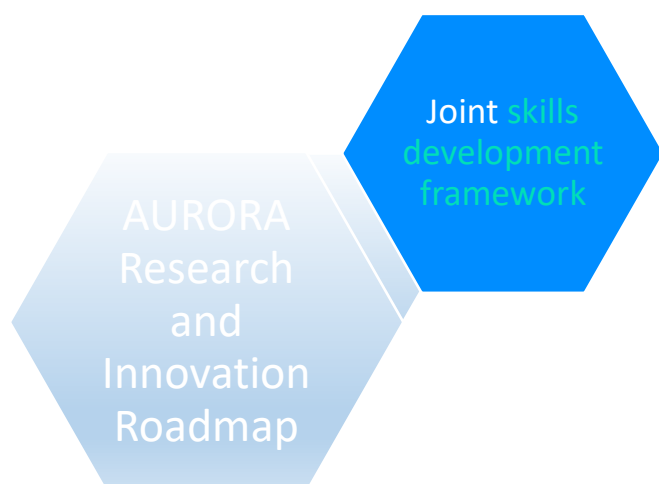 Joint skills
development
framework
AURORA
Research
and
Innovation
Roadmap